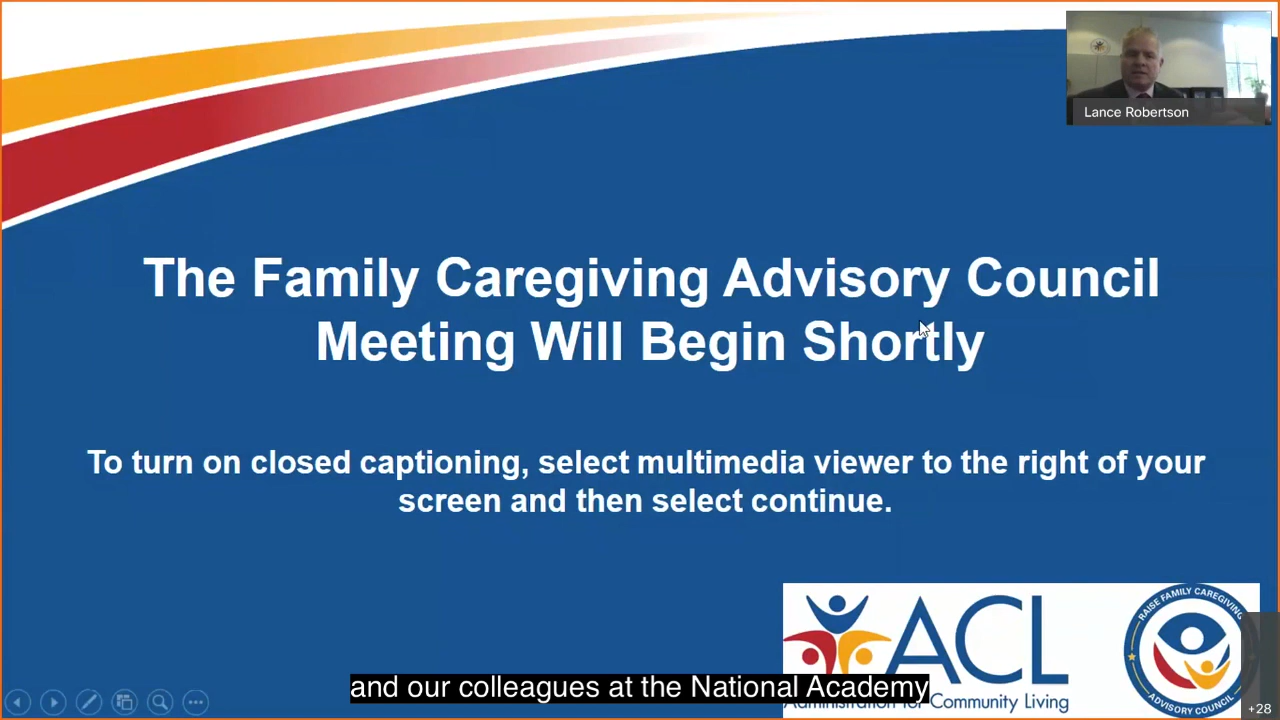 Lance Robertson
The Family Caregiving Advisory Council
Meeting Will Begin Shortly
To turn on closed captioning, select multimedia viewer to the right of your
screen and then select continue.
ACL
for Community Living
RAISE FAMILY CAREGIVING
ADVISORY COUNCIL
and our colleagues at the National Academy
+28